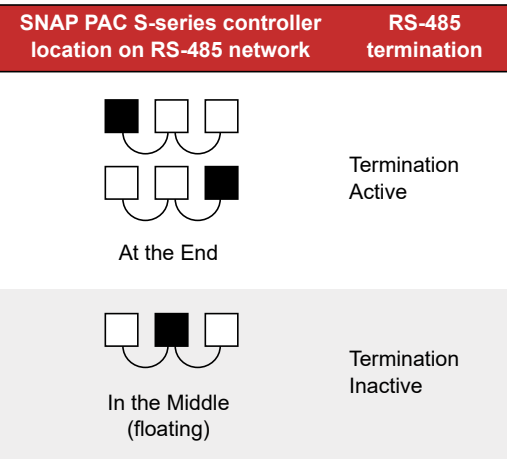 SNAP PAC S-series controller
location on RS-485 network
RS-485
termination
Termination
Active
At the End
Termination
Inactive
In the Middle
(floating)